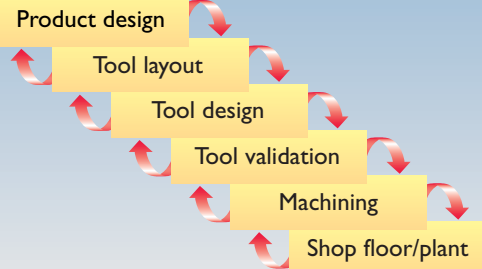 Product design
Tool layout
Tool design
Tool validation
Machining
Shop floor/plant